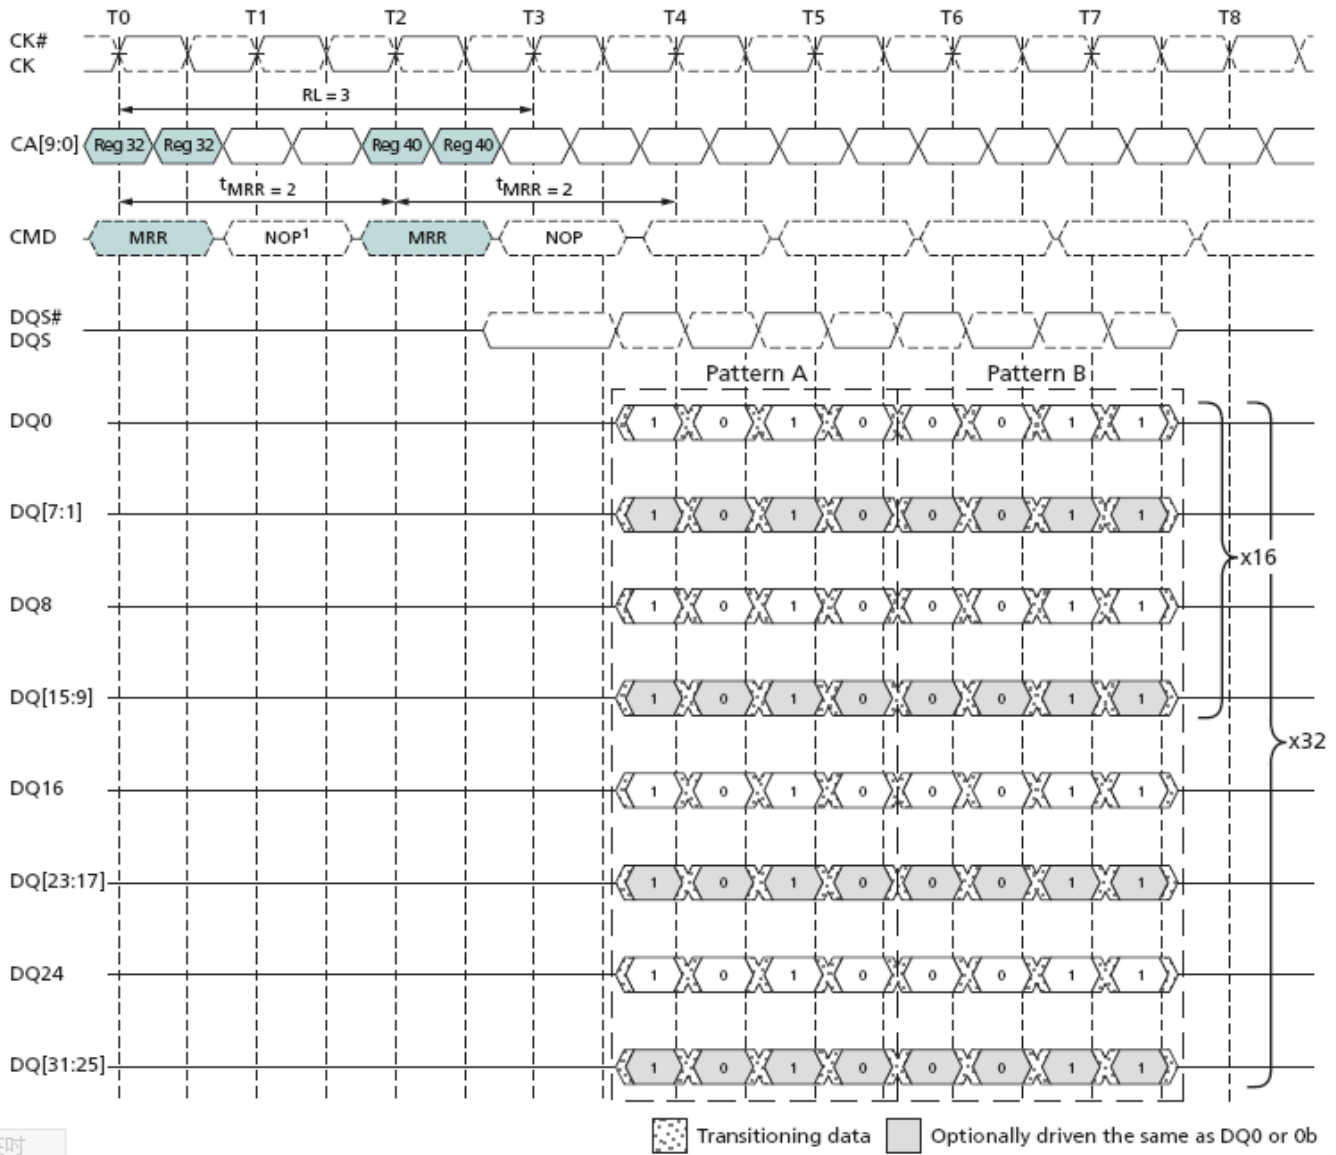 T0 T1 T2 T3 T4 T5 T6 T7 T8
CK#
CK
RL = 3
CA[9:0] Reg 32 Reg 32 Reg 40 Reg 40
tMRR = 2 tMRR = 2
CMD MRR NOP1 MRR NOP
DQS#
DQS
Pattern A Pattern B
DQ0 1 0 1 0 0 0 1 1
DQ[7:1] 1 0 1 0 0 0 1 1
x16
DQ8 1 0 1 0 0 0 1 1
DQ[15:9] 1 0 1 0 0 0 1 1
x32
DQ16 1 0 1 0 0 0 1 1
DQ[23:17] 1 0 1 0 0 0 1 1
DQ24 1 0 1 0 0 0 1 1
DQ[31:25] 1 0 1 0 0 0 1 1
Transitioning data Optionally driven the same as DQ0 or 0b